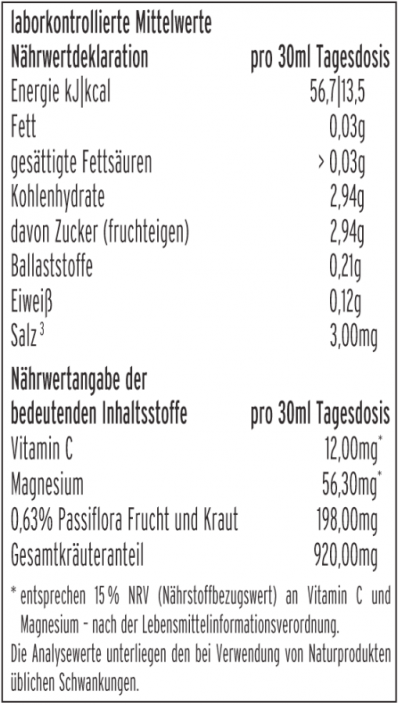 laborkontrollierte Mittelwerte
Nährwertdeklaration pro 30ml Tagesdosis
Energie kJ|kcal 56,7|13,5
Fett 0,03g
gesättigte Fettsäuren > 0,03g
Kohlenhydrate 2,94g
davon Zucker (fruchteigen) 2,94g
Ballaststoffe 0,21g
Eiweiß 0,12g
Salz ³ 3,00mg
Nährwertangabe der
bedeutenden Inhaltsstoffe pro 30ml Tagesdosis
Vitamin C 12,00mg*
Magnesium 56,30mg*
0,63% Passiflora Frucht und Kraut 198,00mg
Gesamtkräuteranteil 920,00mg
* entsprechen 15% NRV (Nährstoffbezugswert) an Vitamin C und
Magnesium - nach der Lebensmittelinformationsverordnung.
Die Analysewerte unterliegen den bei Verwendung von Naturprodukten
üblichen Schwankungen.